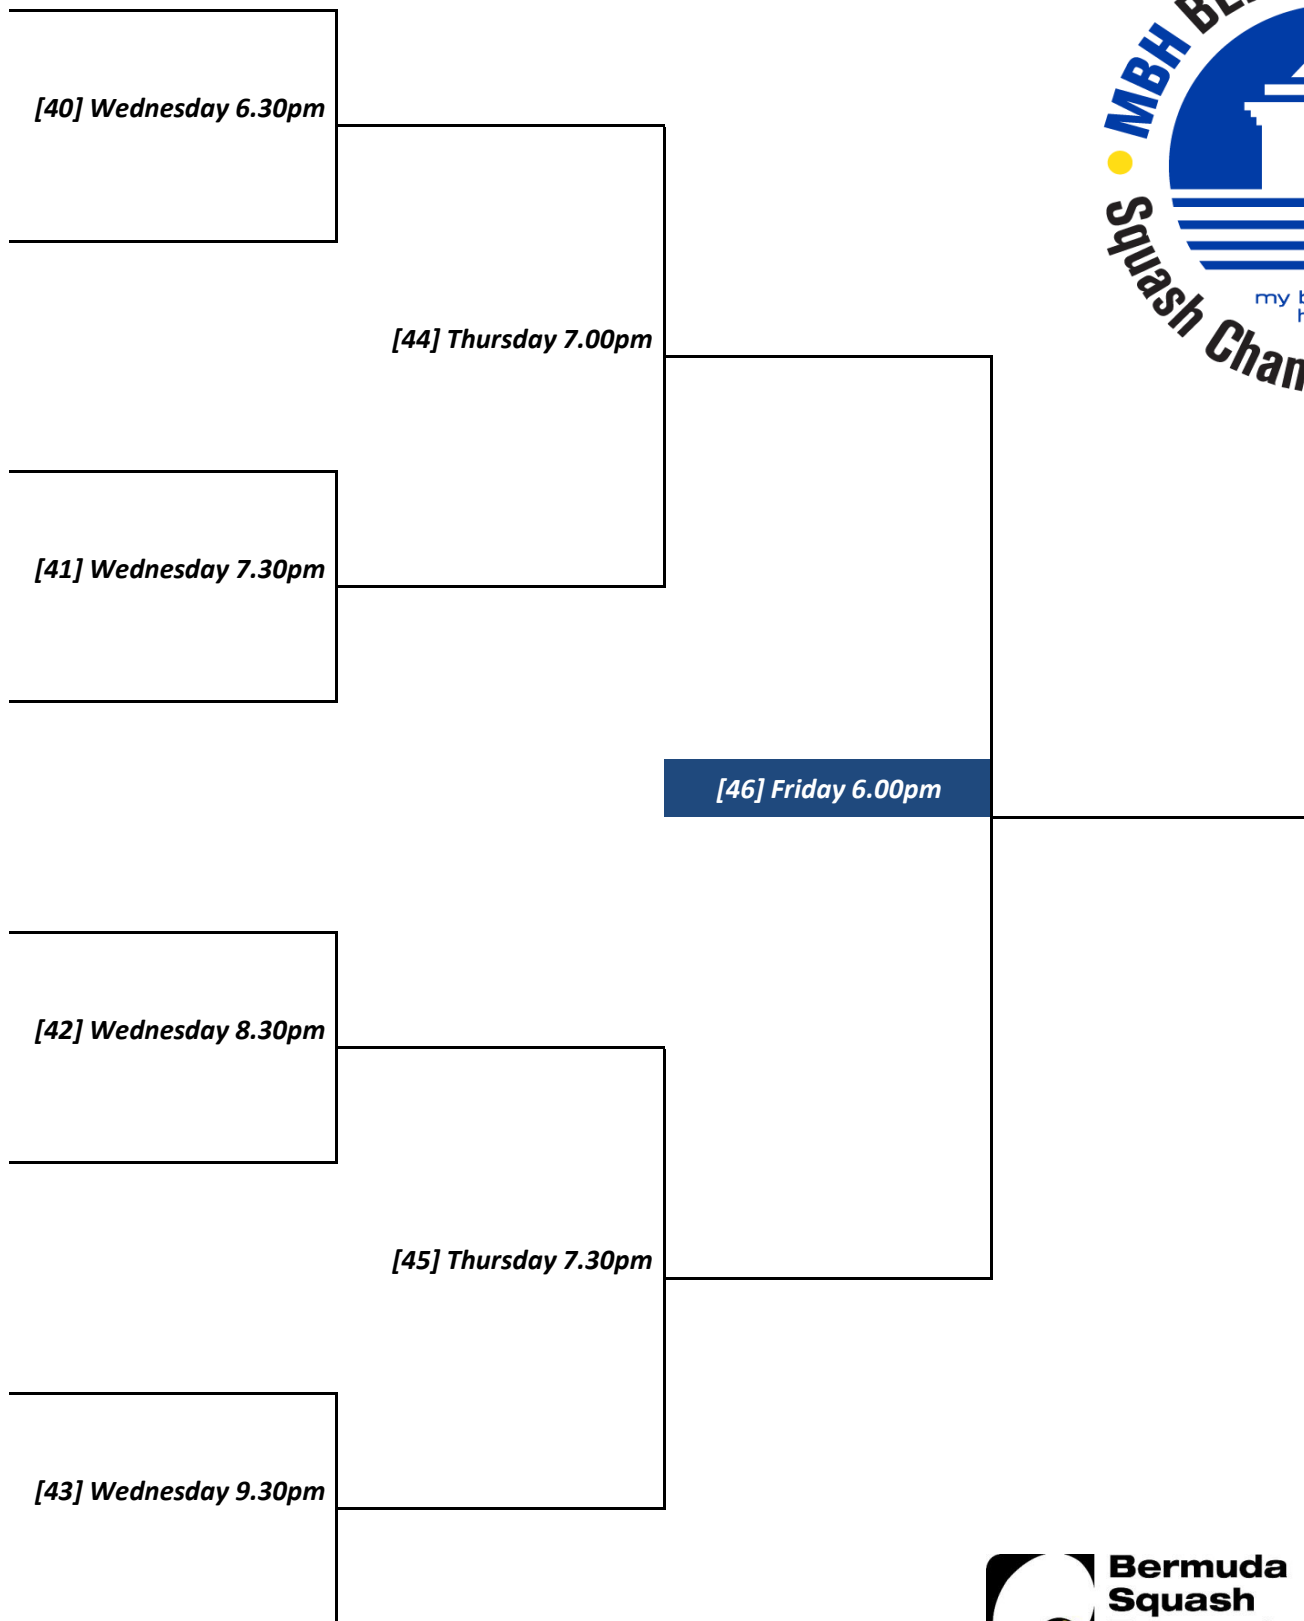 [40] Wednesday 6.30pm
MBH
Squash
my
[44] Thursday 7.00pm
[41] Wednesday 7.30pm
[46] Friday 6.00pm
[42] Wednesday 8.30pm
[45] Thursday 7.30pm
[43] Wednesday 9.30pm
Bermuda
Squash